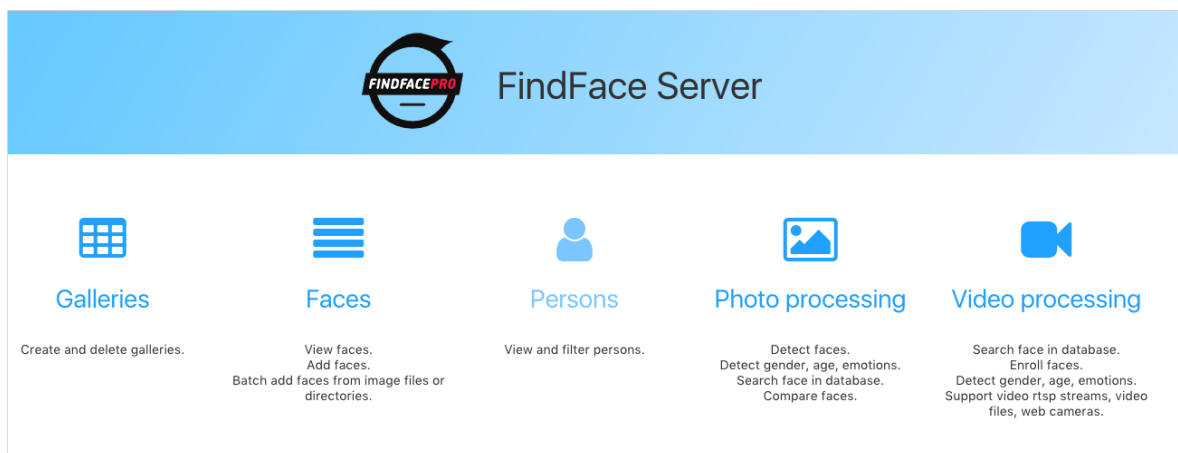 FINDFACEPRO
FindFace Server
Galleries
Create and delete galleries.
Faces
View faces.
Add faces.
Batch add faces from image files or
directories.
Persons
View and filter persons.
Photo processing
Detect faces.
Detect gender, age, emotions.
Search face in database.
Compare faces.
Video processing
Search face in database.
Enroll faces.
Detect gender, age, emotions.
Support video rtsp streams, video
files, web cameras.